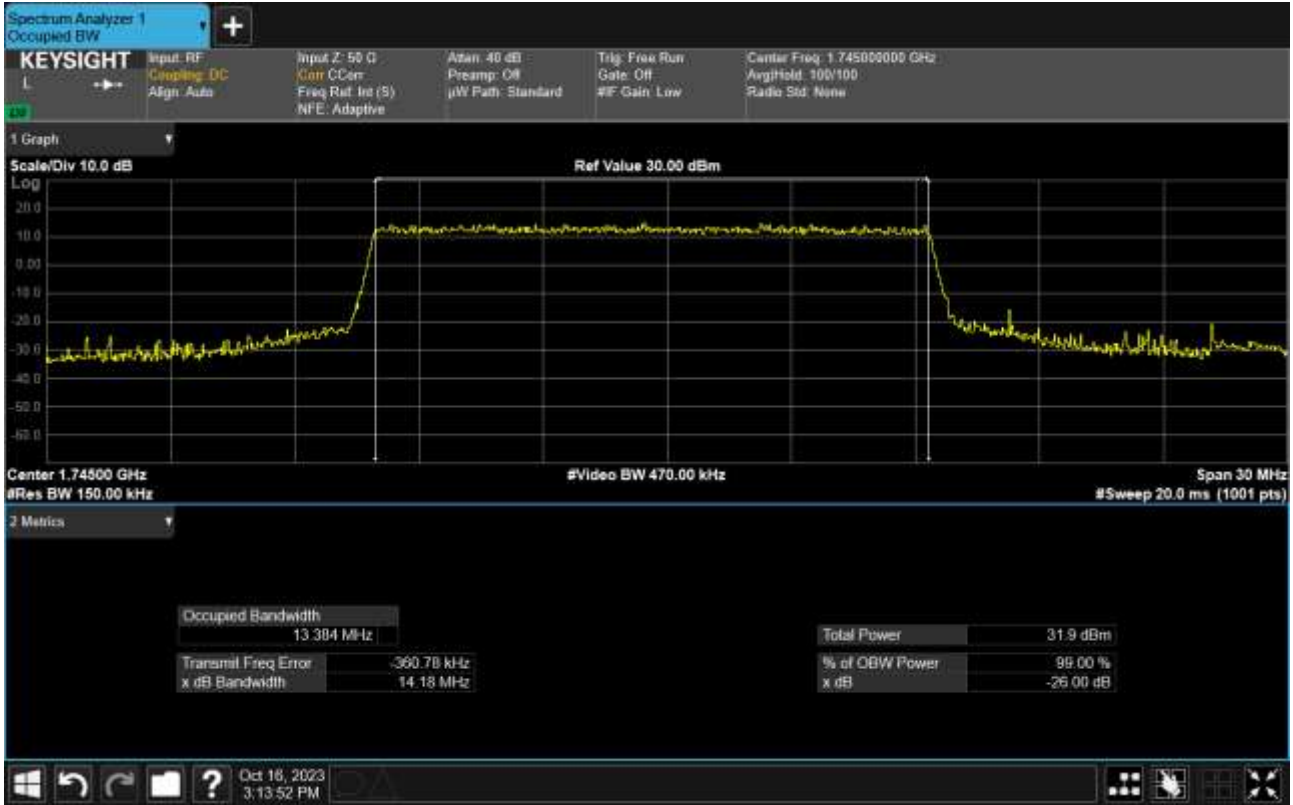 Spectrum Analyzer 1
Occupied BW
+
KEYSIGHT
L
Input: RF
Coupling: DC
Align: Auto
Input Z: 50 Ω
Corr CCorr
Freq Ref: Int (S)
NFE: Adaptive
Atten: 40 dB
Preamp: Off
µW Path: Standard
Trig: Free Run
Gate: Off
#IF Gain: Low
Center Freq: 1.745000000 GHz
Avg|Hold: 100/100
Radio Std: None
1 Graph
Scale/Div 10.0 dB
Ref Value 30.00 dBm
Log
20.0
10.0
0.00
-10.0
-20.0
-30.0
-40.0
-50.0
-60.0
Center 1.74500 GHz
#Video BW 470.00 kHz
Span 30 MHz
#Res BW 150.00 kHz
#Sweep 20.0 ms (1001 pts)
2 Metrics
Occupied Bandwidth
13.384 MHz
Total Power 31.9 dBm
Transmit Freq Error -360.78 kHz
% of OBW Power 99.00 %
x dB Bandwidth 14.18 MHz
x dB -26.00 dB
?
Oct 16, 2023
3:13:52 PM